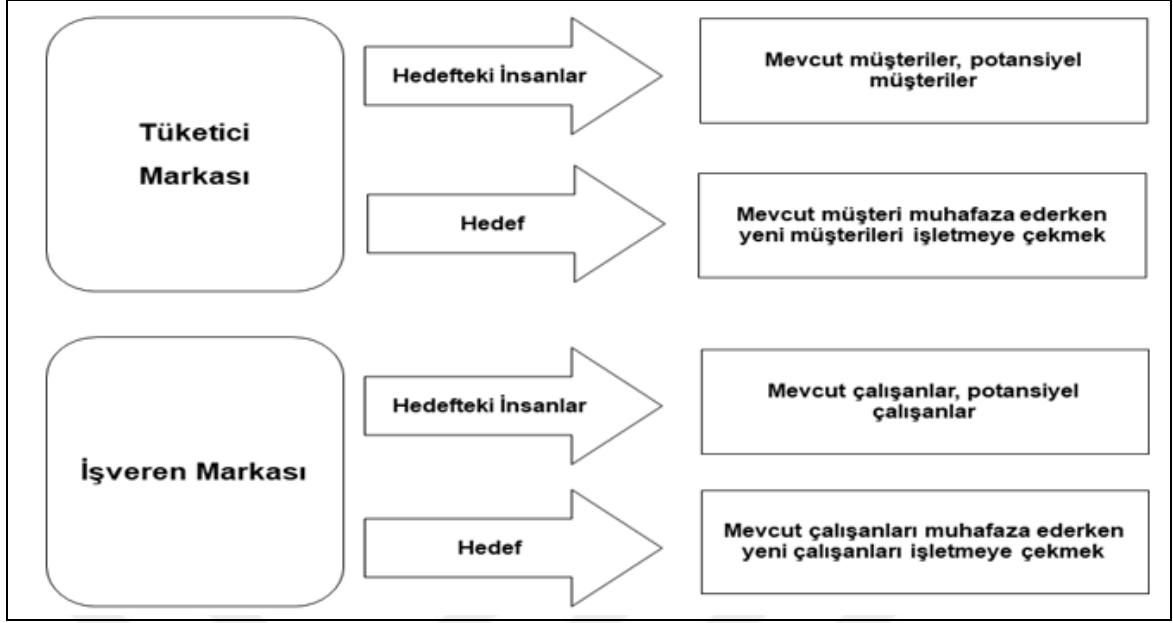 Tüketici
Markası
Hedefteki İnsanlar
Mevcut müşteriler, potansiyel
müşteriler
Hedef
Mevcut müşteri muhafaza ederken
yeni müşterileri işletmeye çekmek
İşveren Markası
Hedefteki İnsanlar
Mevcut çalışanlar, potansiyel
çalışanlar
Hedef
Mevcut çalışanları muhafaza ederken
yeni çalışanları işletmeye çekmek